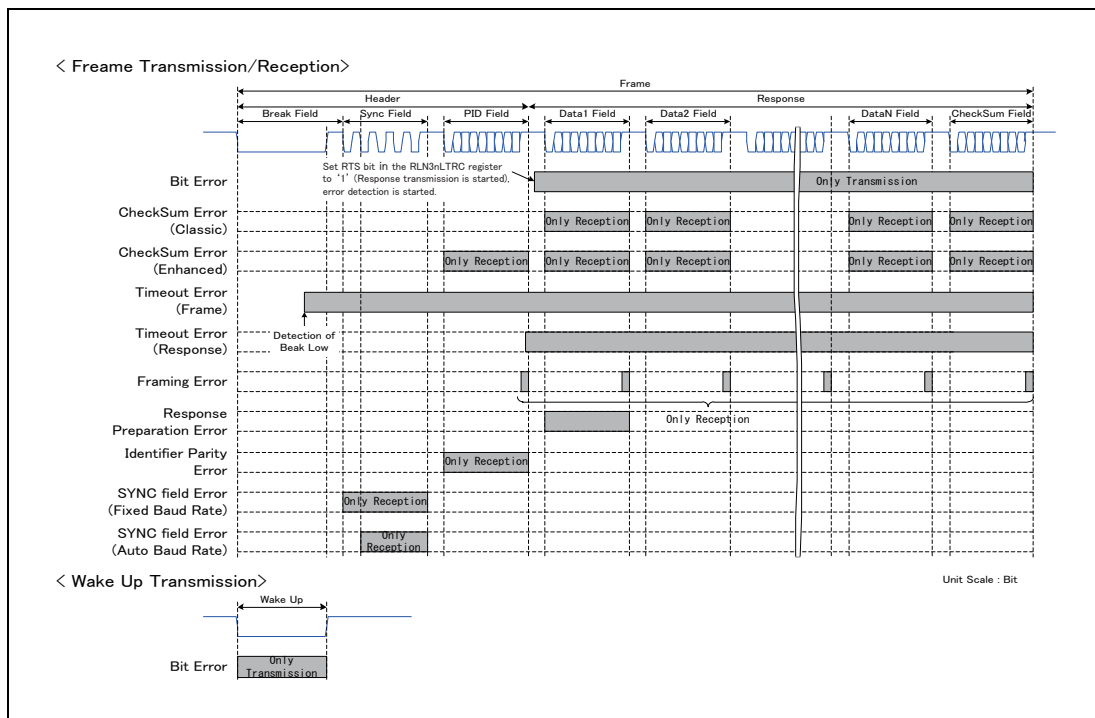 < Freame Transmission/Reception>
Frame
Header
Response
Break Field
Sync Field
PID Field
Data1 Field
Data2 Field
DataN Field
CheckSum Field
Set RTS bit in the RLN3nLTRC register
to ‘1’ (Response transmission is started),
error detection is started.
Bit Error
Only Transmission
CheckSum Error
(Classic)
Only Reception
Only Reception
Only Reception
Only Reception
CheckSum Error
(Enhanced)
Only Reception
Only Reception
Only Reception
Only Reception
Only Reception
Timeout Error
(Frame)
Detection of
Beak Low
Timeout Error
(Response)
Framing Error
Only Reception
Response
Preparation Error
Identifier Parity
Error
Only Reception
SYNC field Error
(Fixed Baud Rate)
Only Reception
SYNC field Error
(Auto Baud Rate)
Only
Reception
< Wake Up Transmission>
Unit Scale : Bit
Wake Up
Bit Error
Only
Transmission